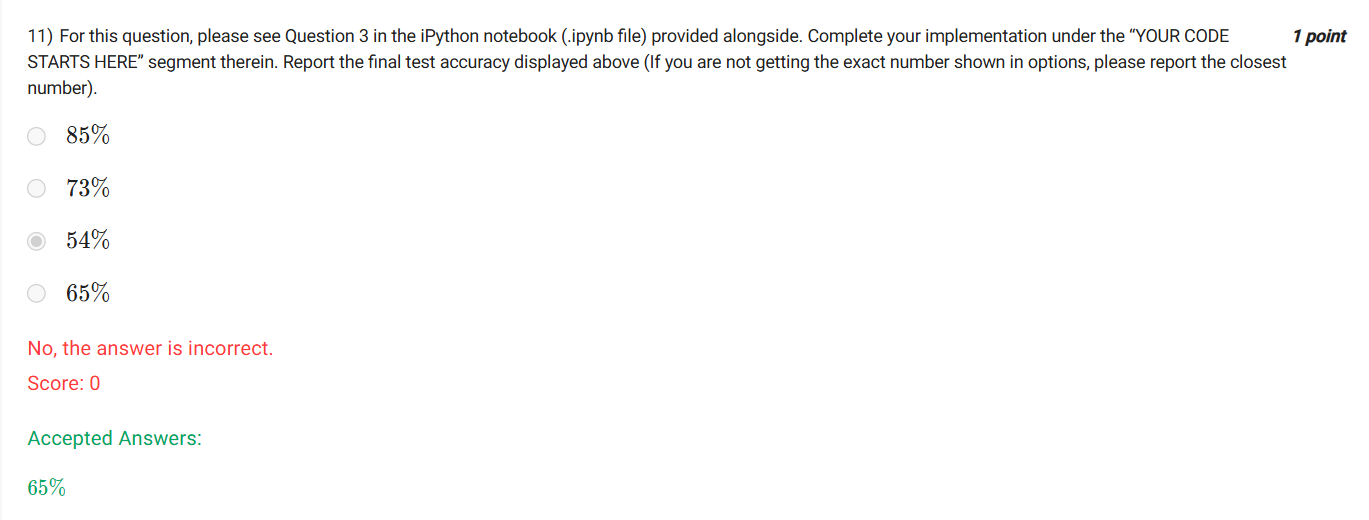 11) For this question, please see Question 3 in the iPython notebook (.ipynb file) provided alongside. Complete your implementation under the “YOUR CODE 1 point
STARTS HERE” segment therein. Report the final test accuracy displayed above (If you are not getting the exact number shown in options, please report the closest
number).
85%
73%
54%
65%
No, the answer is incorrect.
Score: 0
Accepted Answers:
65%